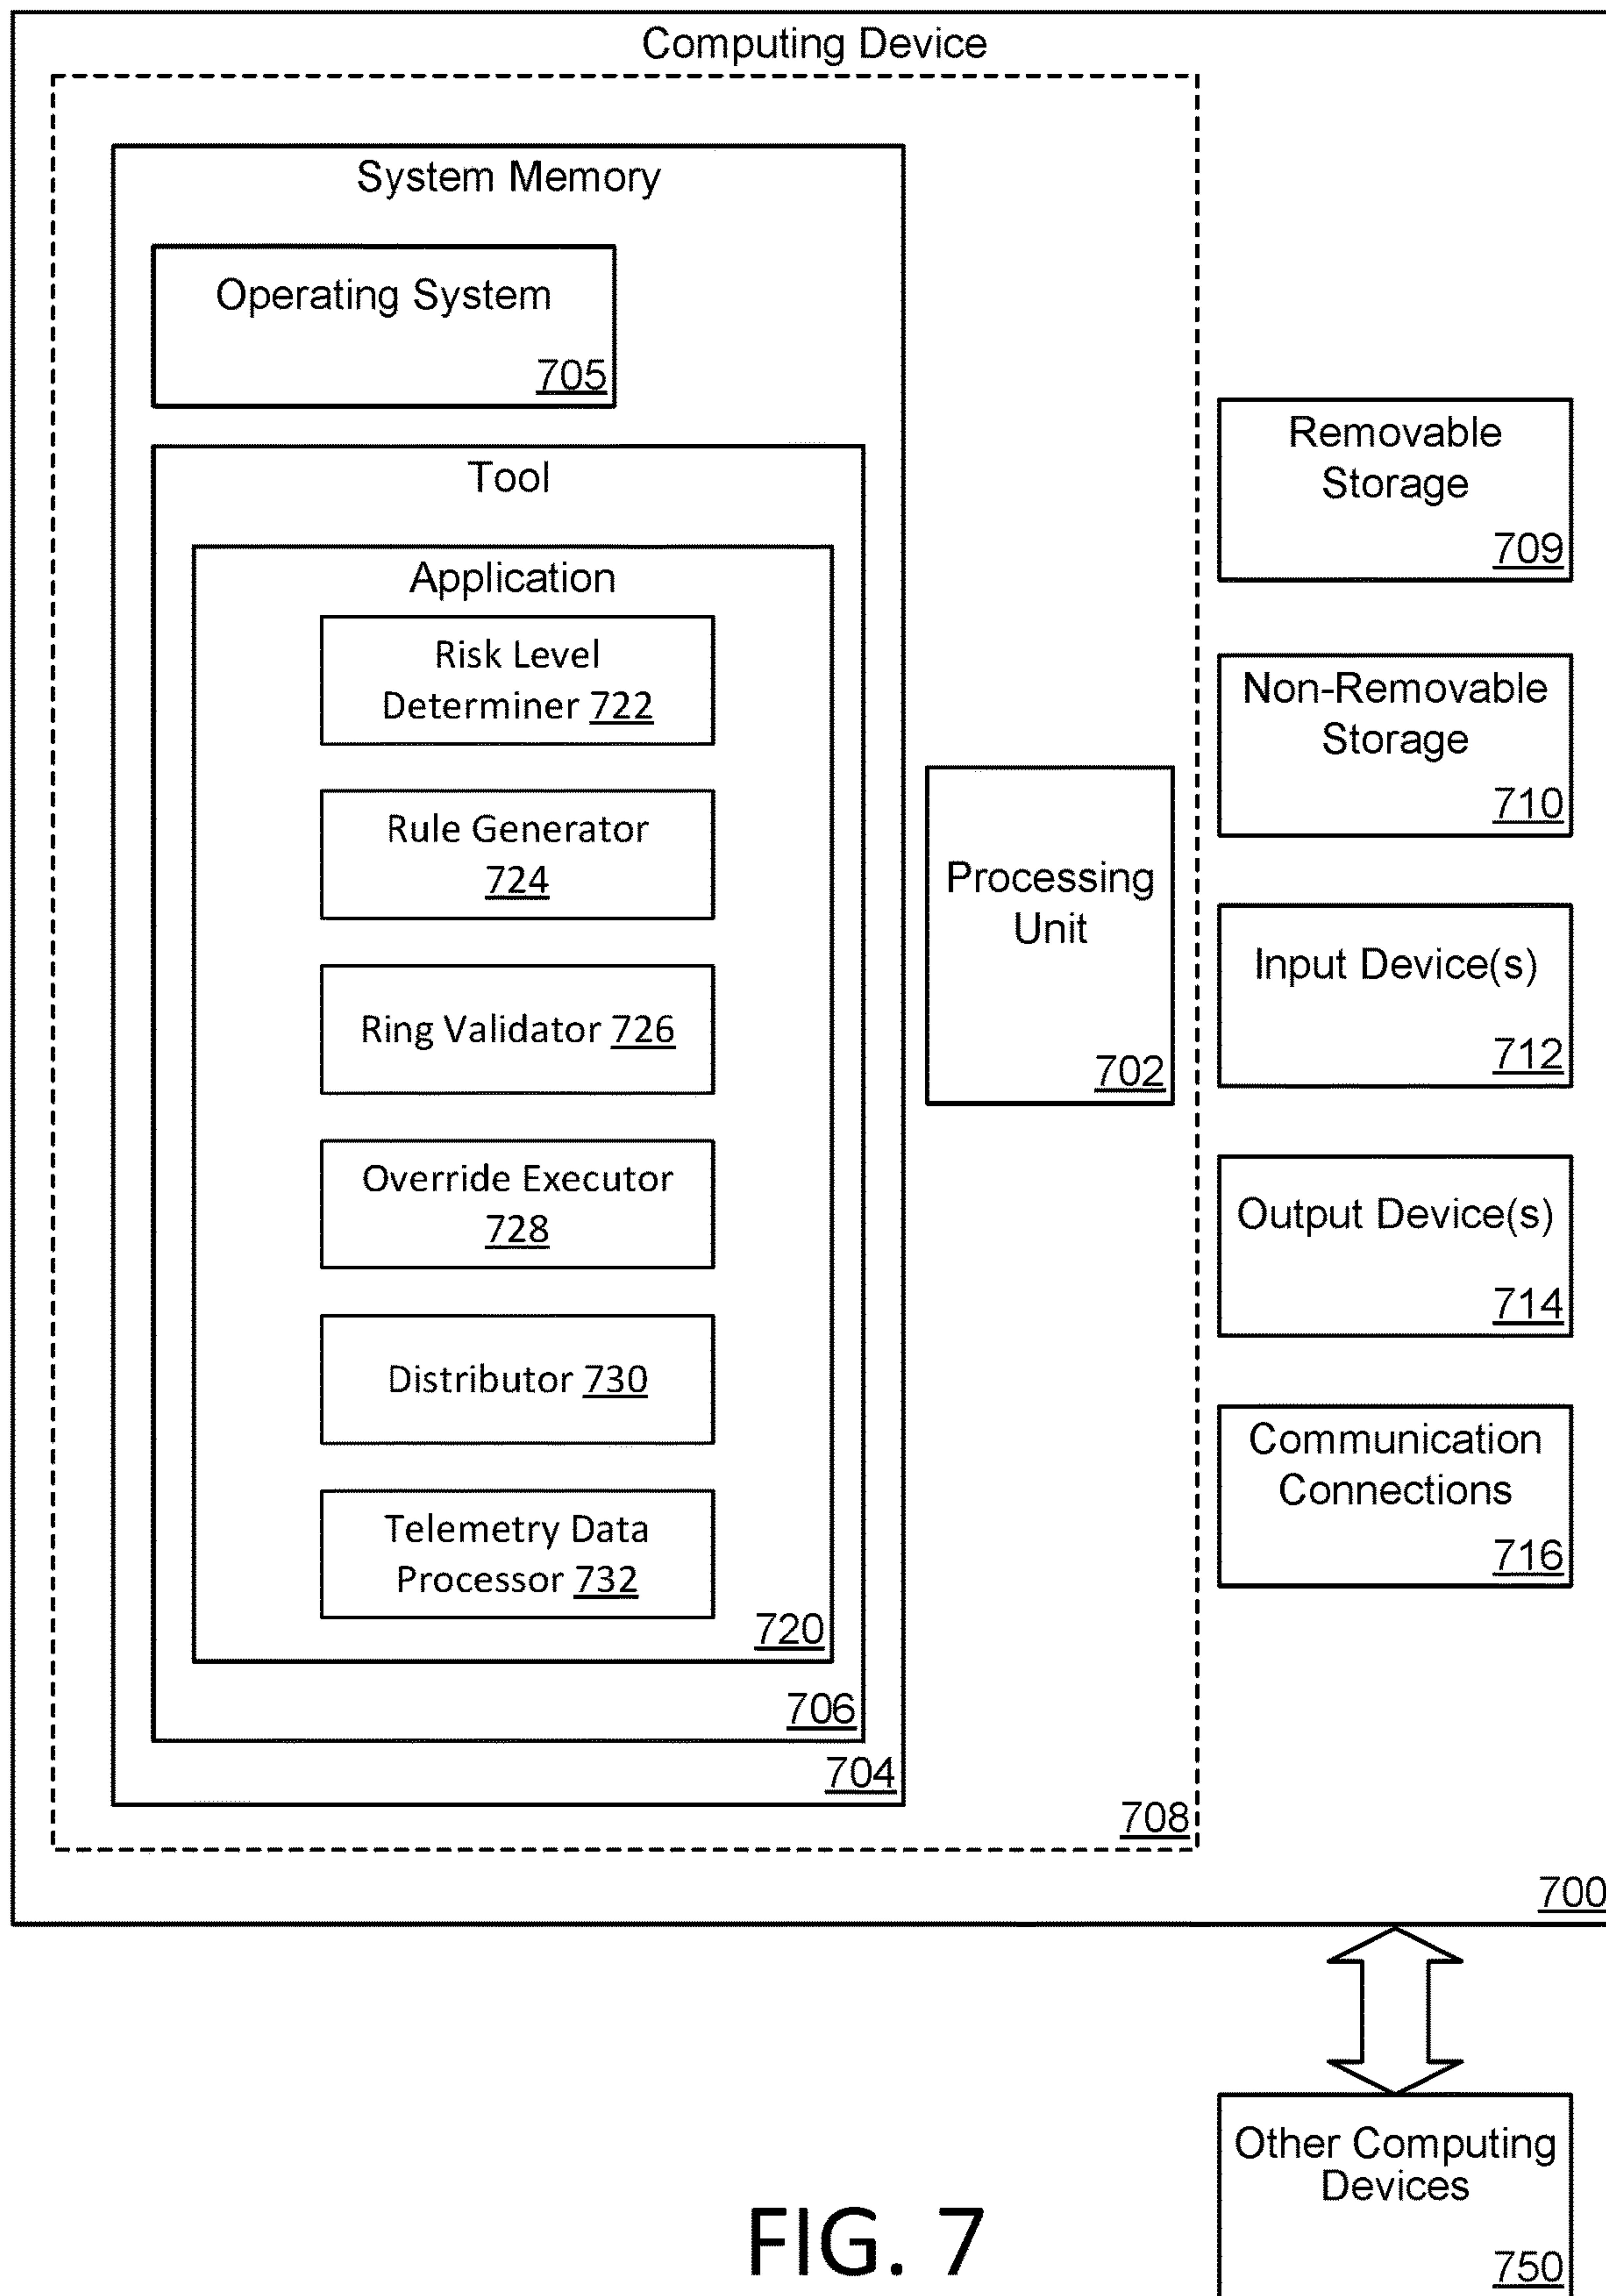 Computing Device
System Memory
Operating System
705
Tool
Application
Risk Level
Determiner 722
Rule Generator
724
Ring Validator 726
Override Executor
728
Distributor 730
Telemetry Data
Processor 732
720
706
704
Processing
Unit
702
708
Removable
Storage
709
Non-Removable
Storage
710
Input Device(s)
712
Output Device(s)
714
Communication
Connections
716
700
Other Computing
Devices
750
FIG. 7